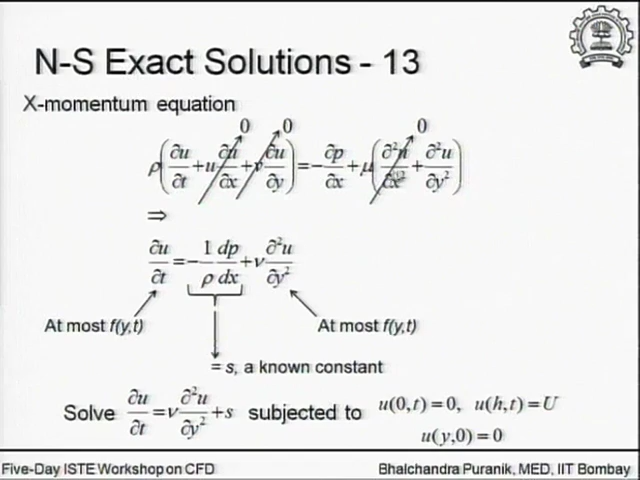 N-S Exact Solutions - 13
X-momentum equation
0 0 0
ρ(∂u/∂t + u ∂u/∂x + v ∂u/∂y) = -∂p/∂x + μ(∂²u/∂x² + ∂²u/∂y²)
⇒
∂u/∂t = -1/ρ dp/dx + ν ∂²u/∂y²
At most f(y,t) At most f(y,t)
= s, a known constant
Solve ∂u/∂t = ν ∂²u/∂y² + s subjected to u(0,t) = 0, u(h,t) = U
u(y,0) = 0
Five-Day ISTE Workshop on CFD Bhalchandra Puranik, MED, IIT Bombay